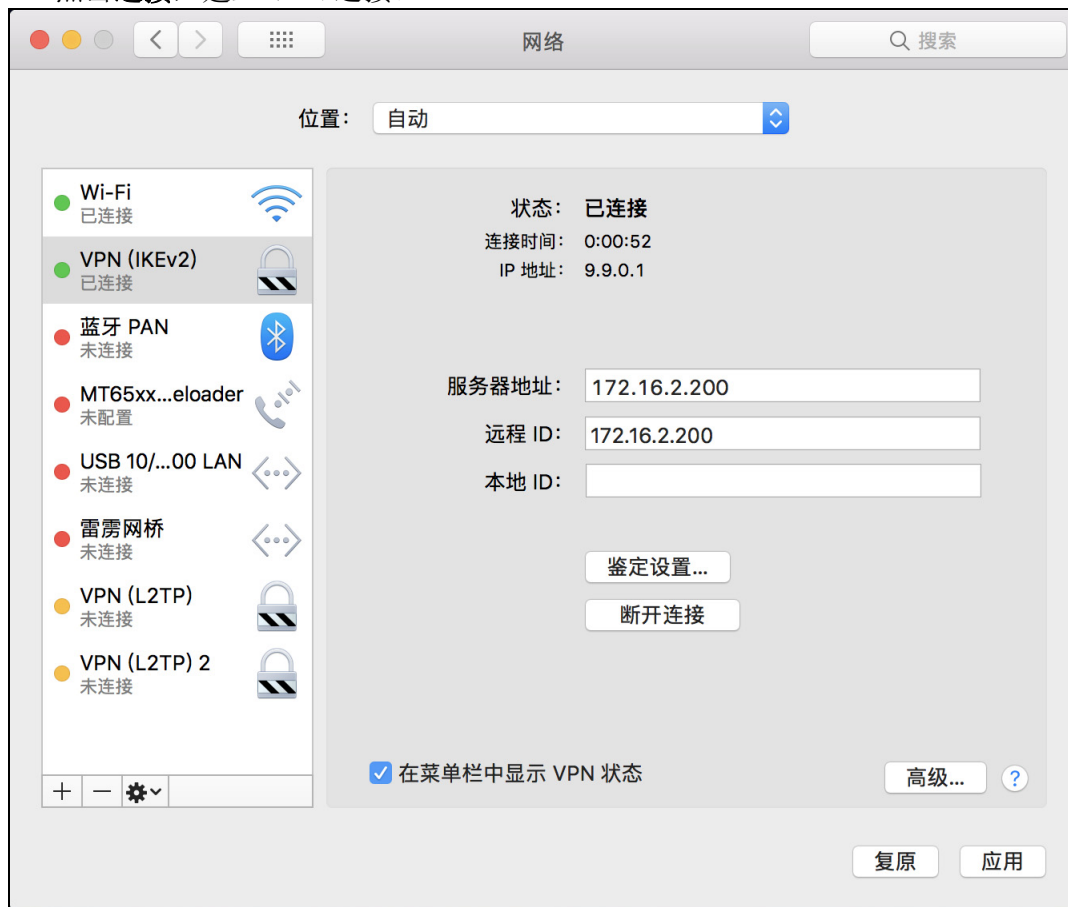 网络
搜索
位置： 自动
Wi-Fi
已连接
VPN (IKEv2)
已连接
蓝牙 PAN
未连接
MT65xx...eloader
未配置
USB 10/...00 LAN
未连接
雷雳网桥
未连接
VPN (L2TP)
未连接
VPN (L2TP) 2
未连接
状态： 已连接
连接时间： 0:00:52
IP 地址： 9.9.0.1
服务器地址： 172.16.2.200
远程 ID： 172.16.2.200
本地 ID：
鉴定设置...
断开连接
在菜单栏中显示 VPN 状态
高级...
?
复原
应用